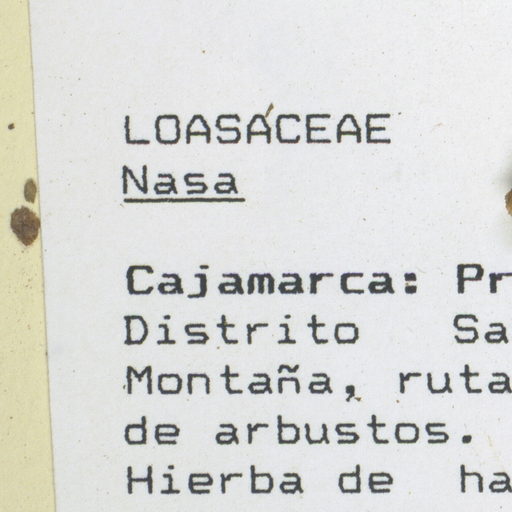 LOASACEAE
Nasa
Cajamarca: Pr
Distrito Sa
Montaña, ruta
de arbustos.
Hierba de ha